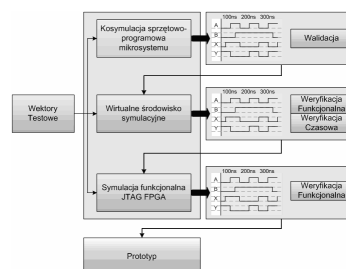 Kosymulacja sprzętowo-
programowa
mikrosystemu
100ns 200ns 300ns
A
B
X
Y
Walidacja
Wektory
Testowe
Wirtualne środowisko
symulacyjne
100ns 200ns 300ns
A
B
X
Y
Weryfikacja
Funkcjonalna
Weryfikacja
Czasowa
Symulacja funkcjonalna
JTAG FPGA
100ns 200ns 300ns
A
B
X
Y
Weryfikacja
Funkcjonalna
Prototyp